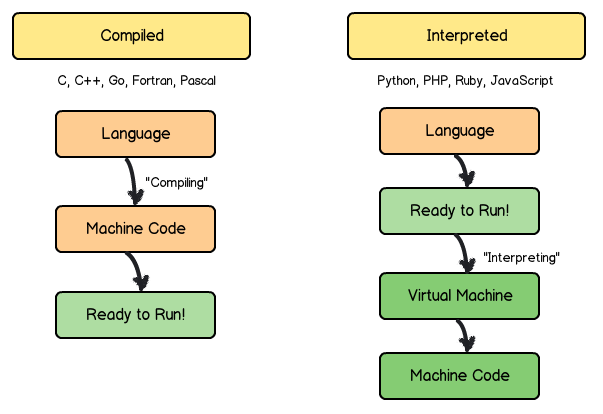 Compiled
C, C++, Go, Fortran, Pascal
Language
"Compiling"
Machine Code
Ready to Run!
Interpreted
Python, PHP, Ruby, JavaScript
Language
Ready to Run!
"Interpreting"
Virtual Machine
Machine Code